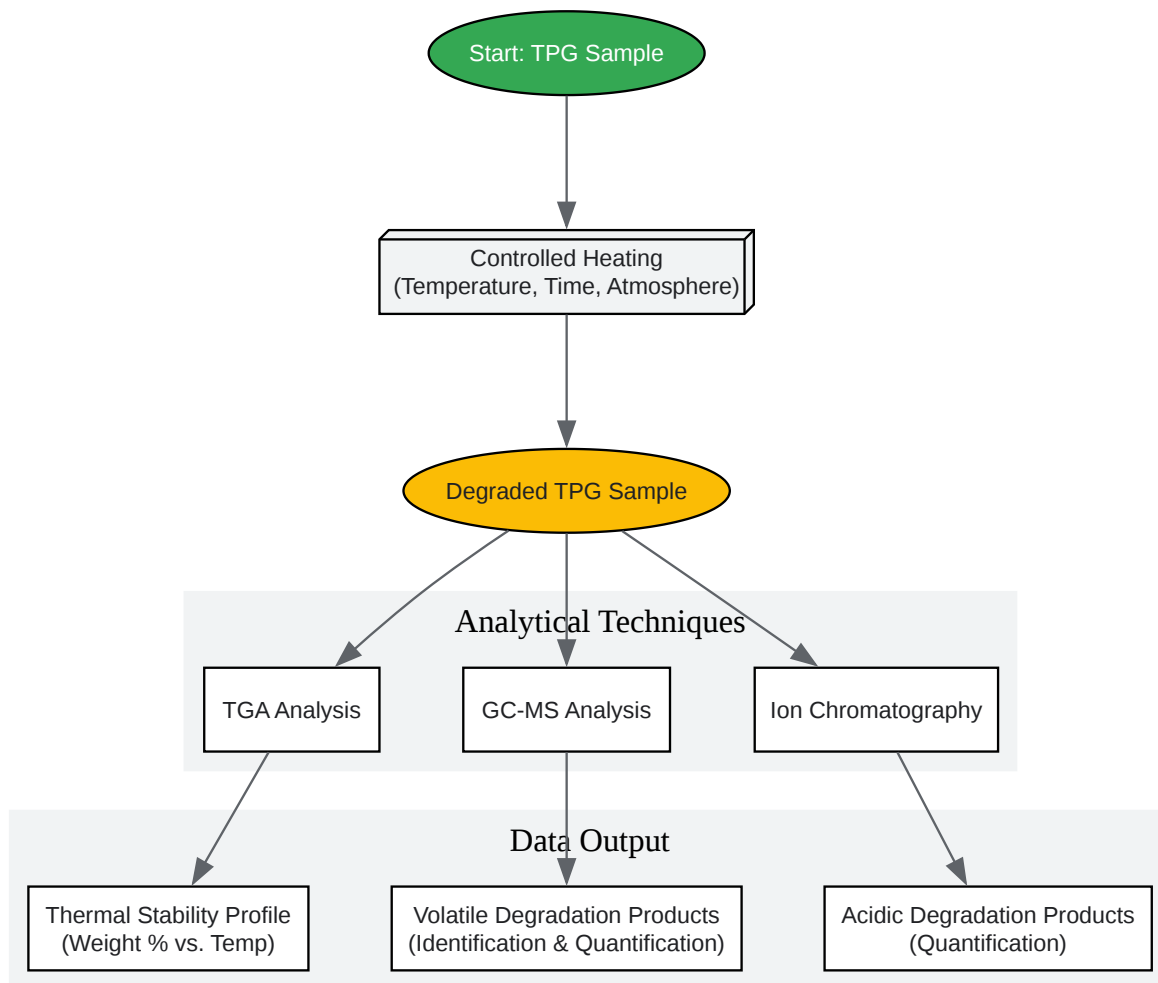 Start: TPG Sample
Controlled Heating
(Temperature, Time, Atmosphere)
Degraded TPG Sample
Analytical Techniques
TGA Analysis
GC-MS Analysis
Ion Chromatography
Data Output
Thermal Stability Profile
(Weight % vs. Temp)
Volatile Degradation Products
(Identification & Quantification)
Acidic Degradation Products
(Quantification)